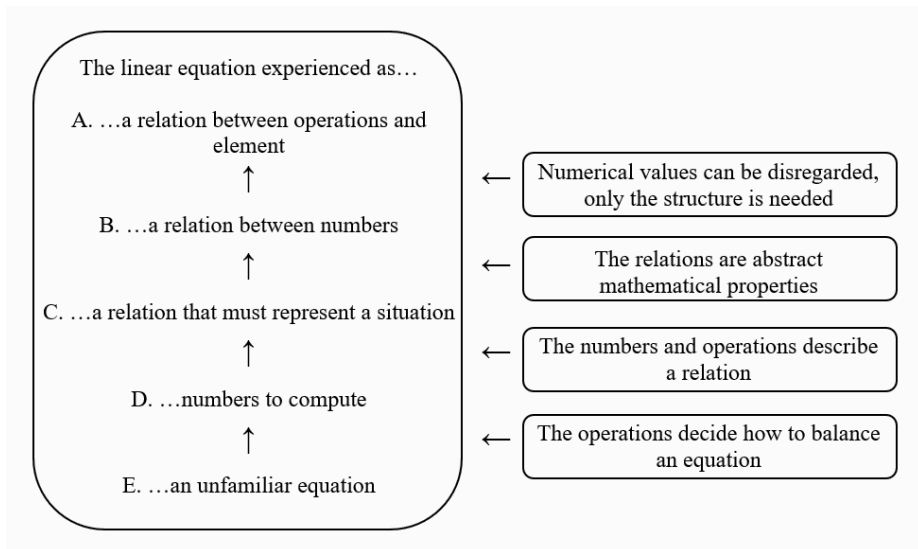 The linear equation experienced as…
A. …a relation between operations and
element
B. …a relation between numbers
C. …a relation that must represent a situation
D. …numbers to compute
E. …an unfamiliar equation
Numerical values can be disregarded,
only the structure is needed
The relations are abstract
mathematical properties
The numbers and operations describe
a relation
The operations decide how to balance
an equation